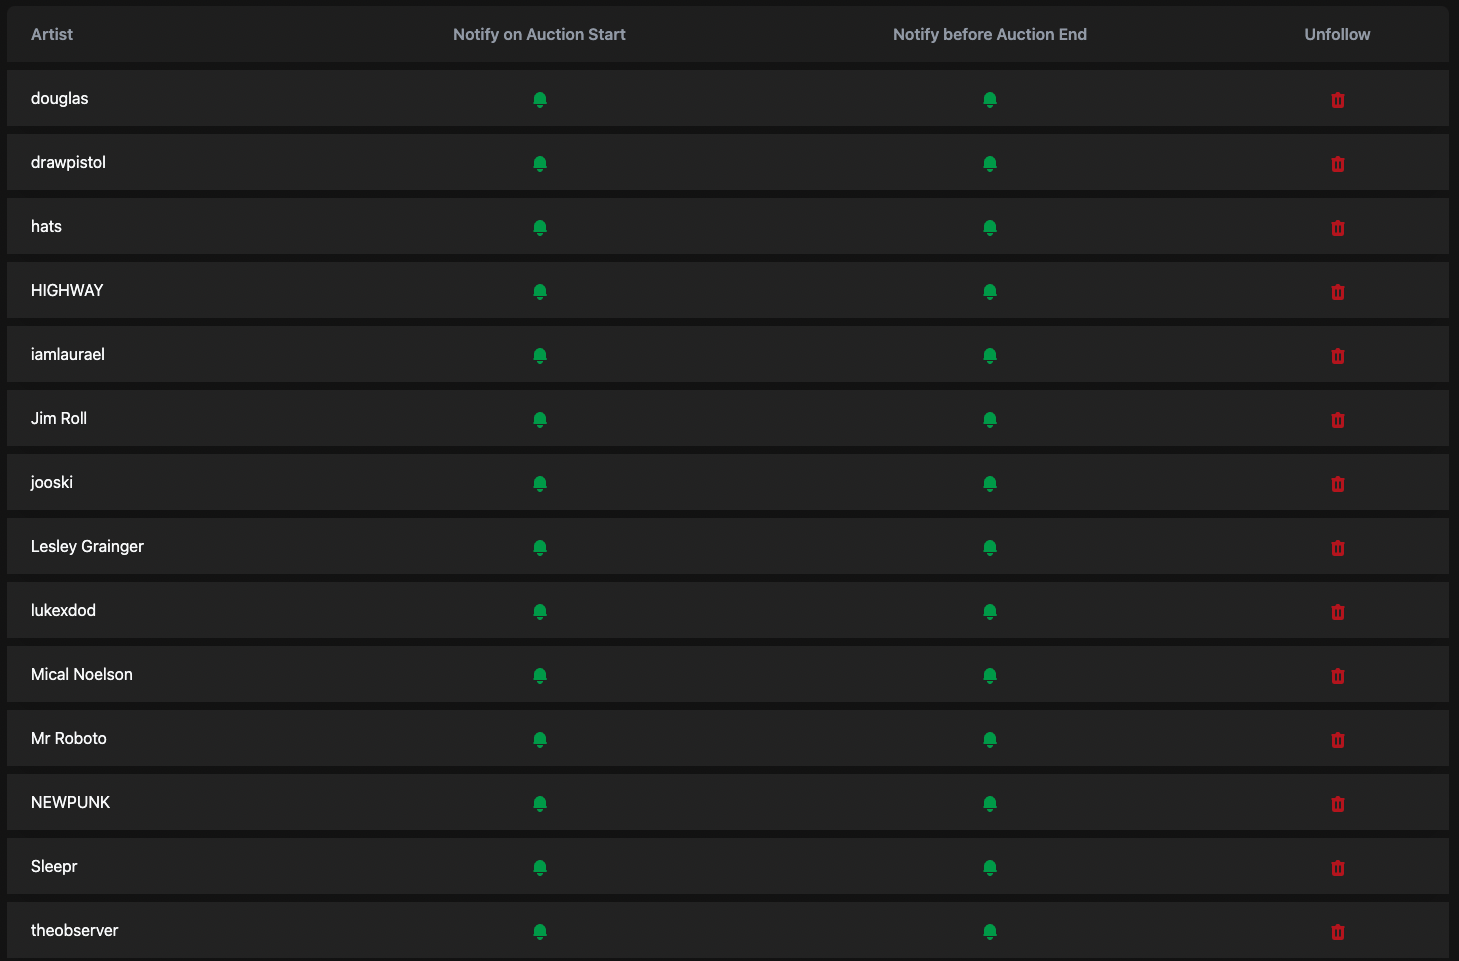 Artist Notify on Auction Start Notify before Auction End Unfollow
douglas
drawpistol
hats
HIGHWAY
iamlaurael
Jim Roll
jooski
Lesley Grainger
lukexdod
Mical Noelson
Mr Roboto
NEWPUNK
Sleepr
theobserver